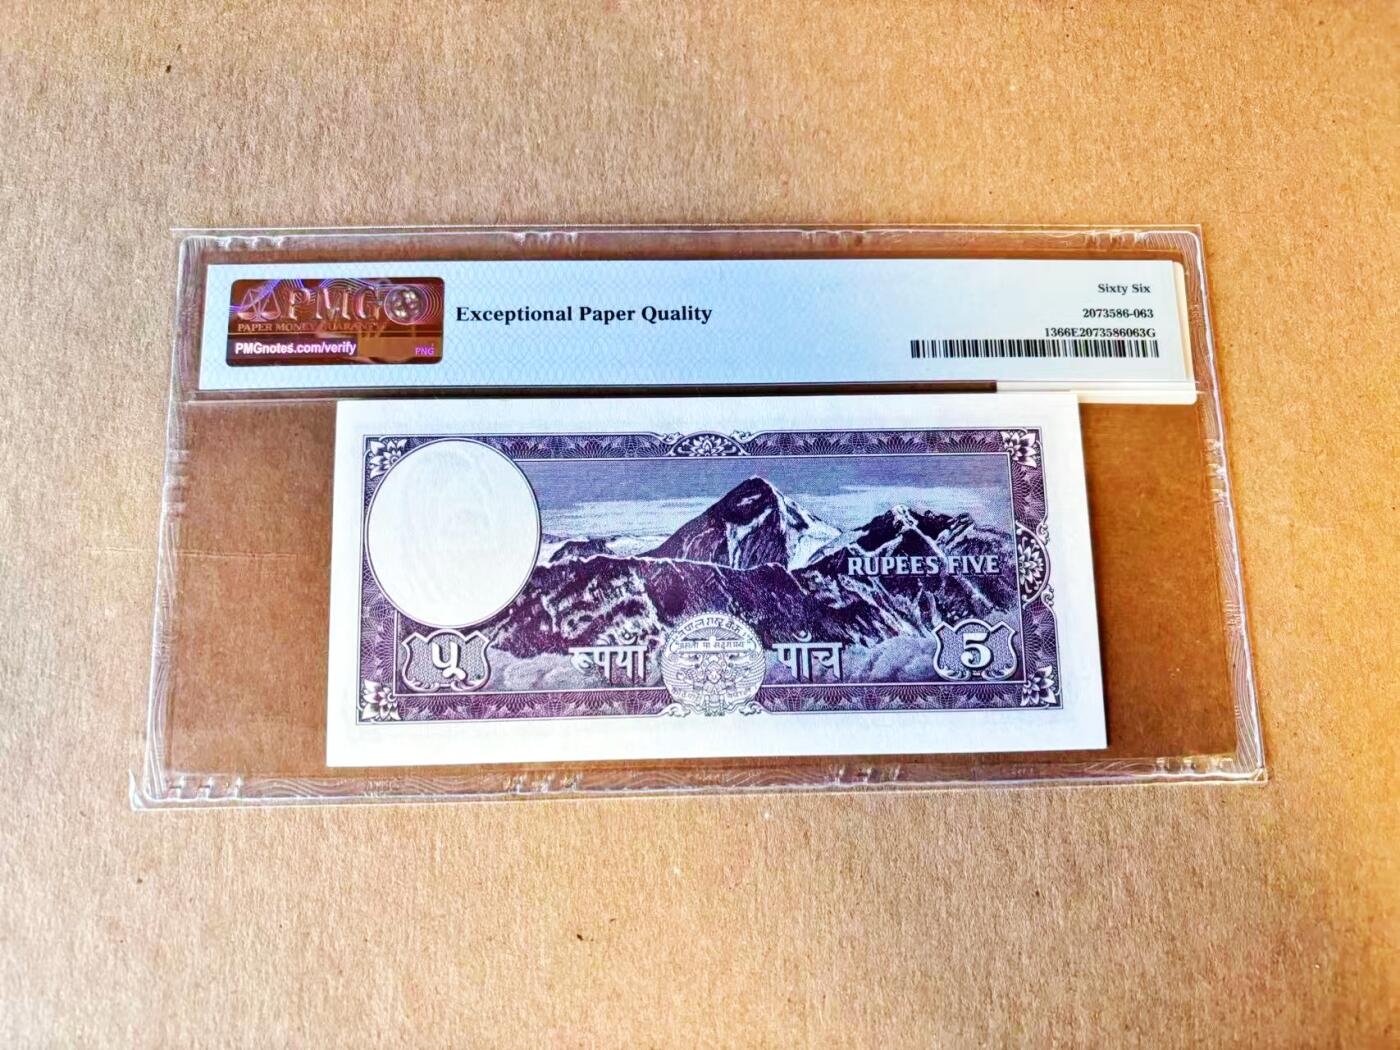 PMG
PAPER MONEY GUARANTY
PMGnotes.com/verify
PNG
Exceptional Paper Quality
Sixty Six
2073586-063
1366E2073586063G
RUPEES FIVE
५
रूपैयाँ
पाँच
5